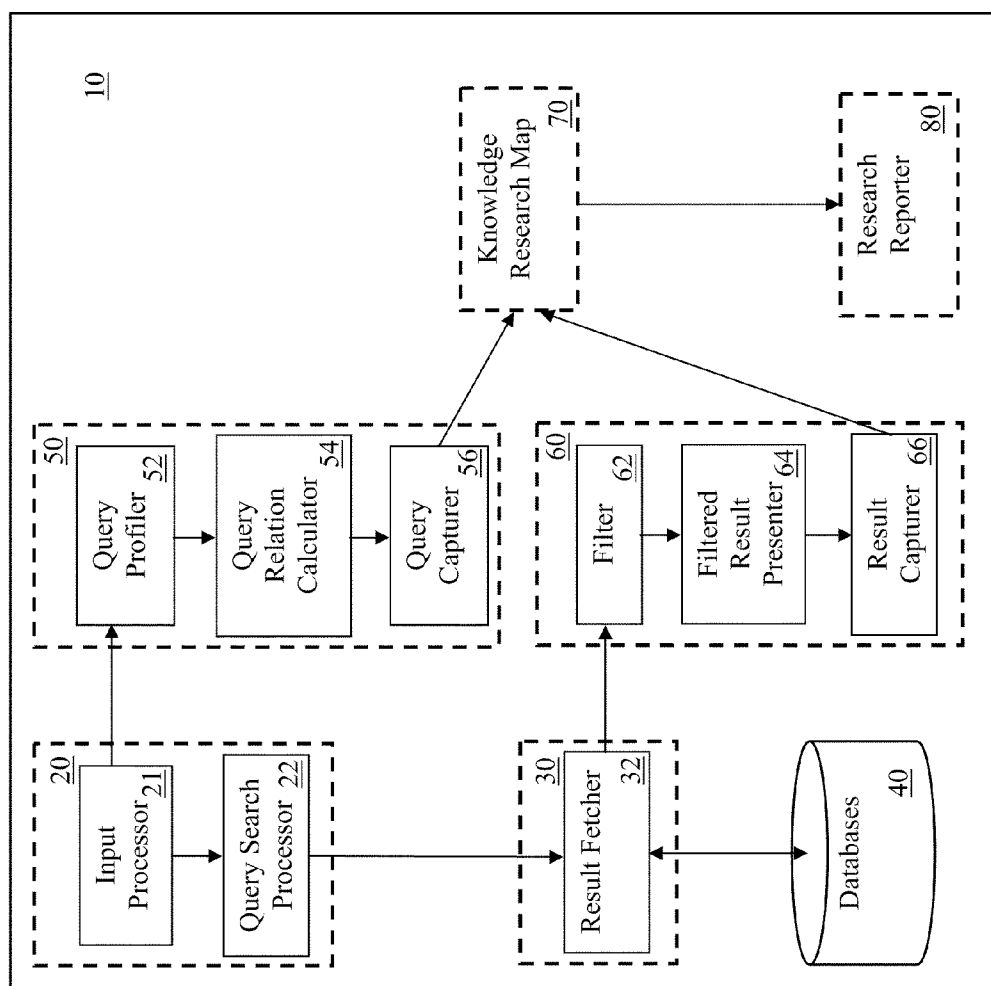 10
20
Input
Processor
21
Query Search
Processor
22
30
Result Fetcher
32
Databases
40
50
Query
Profiler
52
Query
Relation
Calculator
54
Query
Capturer
56
60
Filter
62
Filtered
Result
Presenter
64
Result
Capturer
66
Knowledge
Research Map
70
Research
Reporter
80